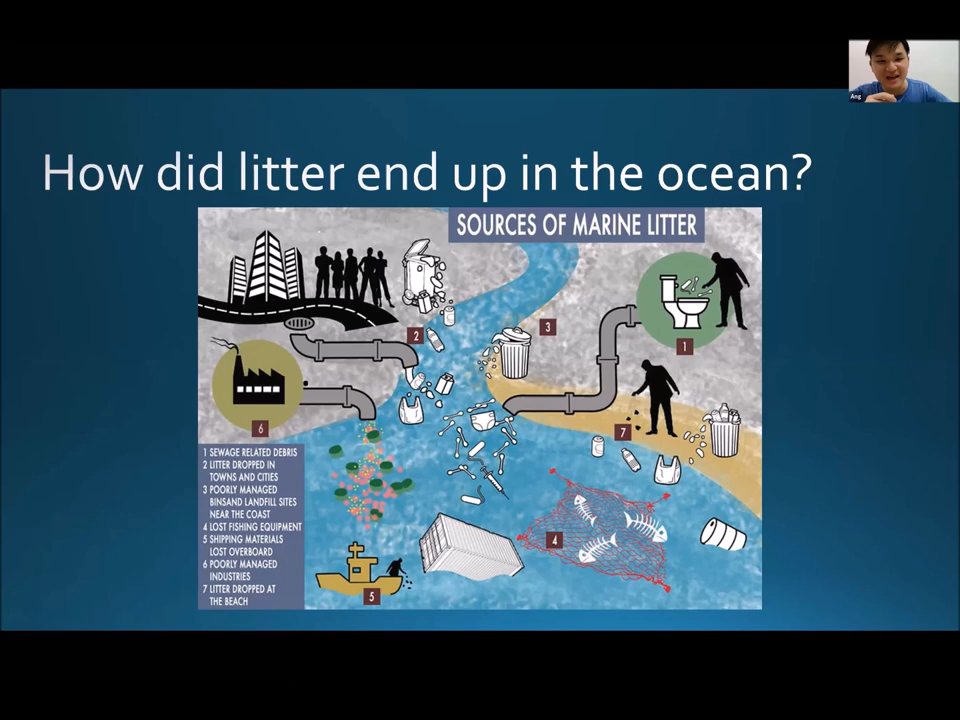 Ang
How did litter end up in the ocean?
SOURCES OF MARINE LITTER
2
3
1
6
7
4
5
1 SEWAGE RELATED DEBRIS
2 LITTER DROPPED IN
TOWNS AND CITIES
3 POORLY MANAGED
BINSAND LANDFILL SITES
NEAR THE COAST
4 LOST FISHING EQUIPMENT
5 SHIPPING MATERIALS
LOST OVERBOARD
6 POORLY MANAGED
INDUSTRIES
7 LITTER DROPPED AT
THE BEACH